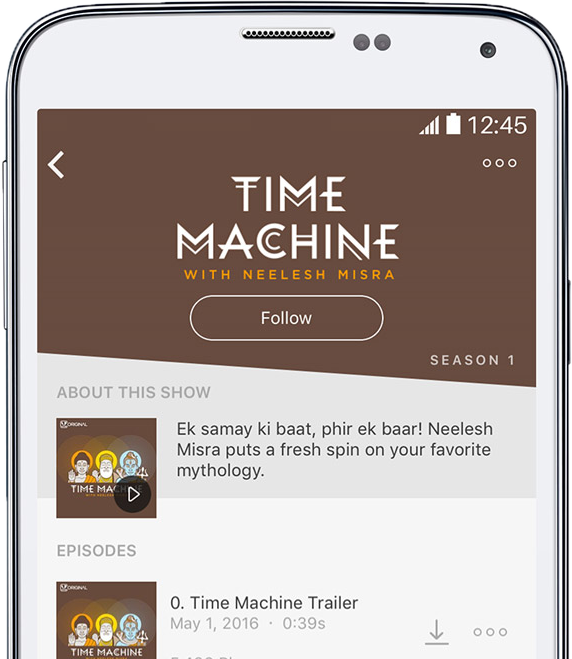 12:45
TIME
MACHINE
WITH NEELESH MISRA
Follow
SEASON 1
ABOUT THIS SHOW
ORIGINAL
Ek samay ki baat, phir ek baar! Neelesh
Misra puts a fresh spin on your favorite
mythology.
TIME MACHINE
EPISODES
ORIGINAL
0. Time Machine Trailer
May 1, 2016 · 0:39s
TIME MACHINE